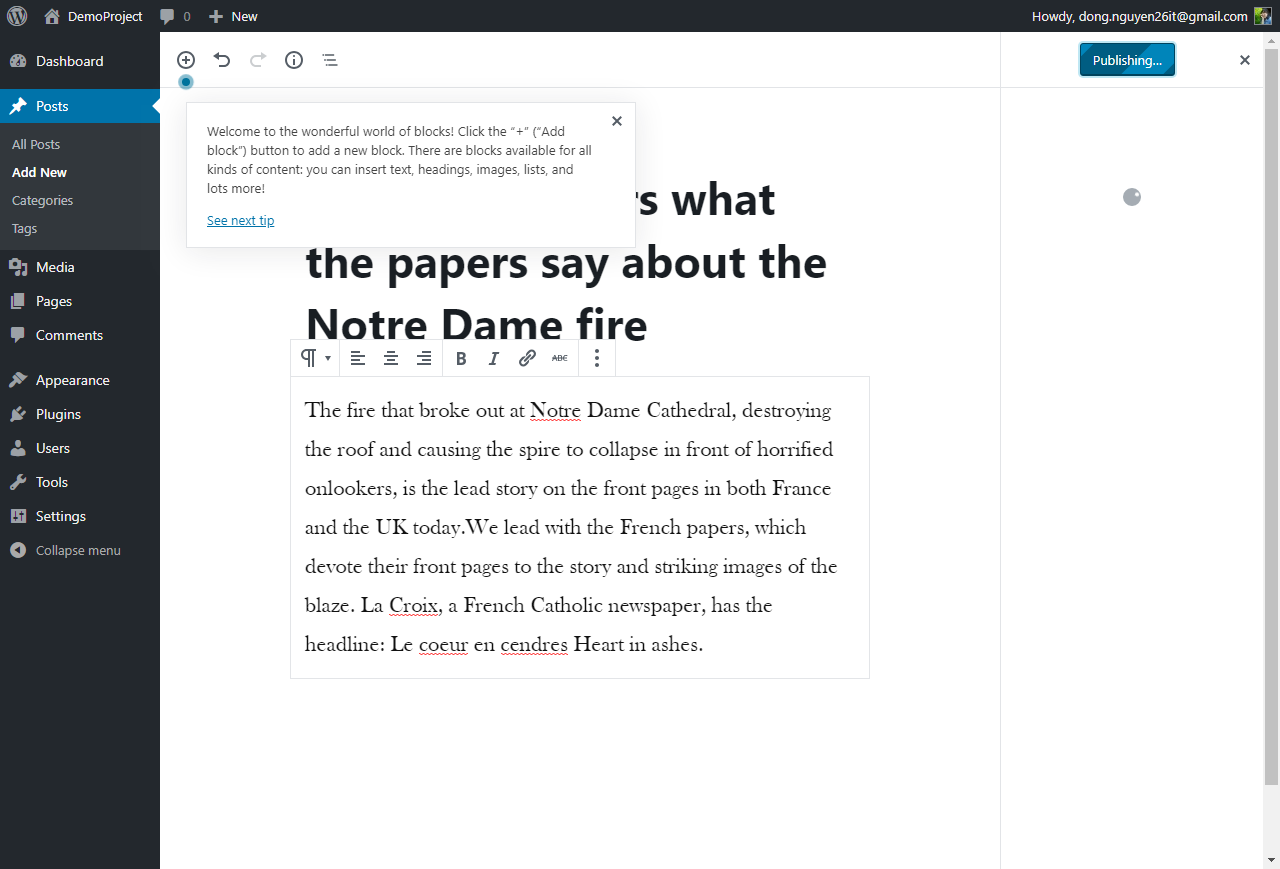 DemoProject
0
New
Howdy, dong.nguyen26it@gmail.com
Dashboard
Posts
All Posts
Add New
Categories
Tags
Media
Pages
Comments
Appearance
Plugins
Users
Tools
Settings
Collapse menu
Publishing...
Welcome to the wonderful world of blocks! Click the “+” (“Add
block”) button to add a new block. There are blocks available for all
kinds of content: you can insert text, headings, images, lists, and
lots more!
See next tip
what
the papers say about the
Notre Dame fire
B I ABC
The fire that broke out at Notre Dame Cathedral, destroying
the roof and causing the spire to collapse in front of horrified
onlookers, is the lead story on the front pages in both France
and the UK today.We lead with the French papers, which
devote their front pages to the story and striking images of the
blaze. La Croix, a French Catholic newspaper, has the
headline: Le coeur en cendres Heart in ashes.